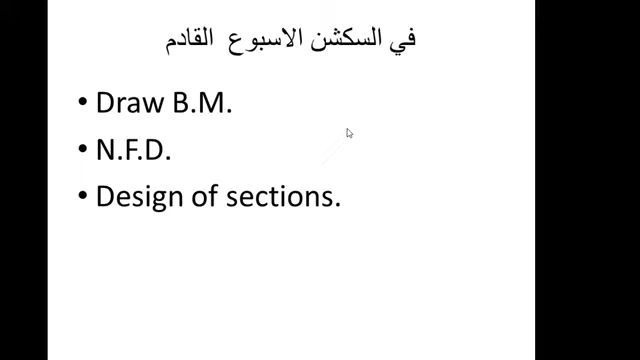 في السكشن الاسبوع القادم
• Draw B.M.
• N.F.D.
• Design of sections.